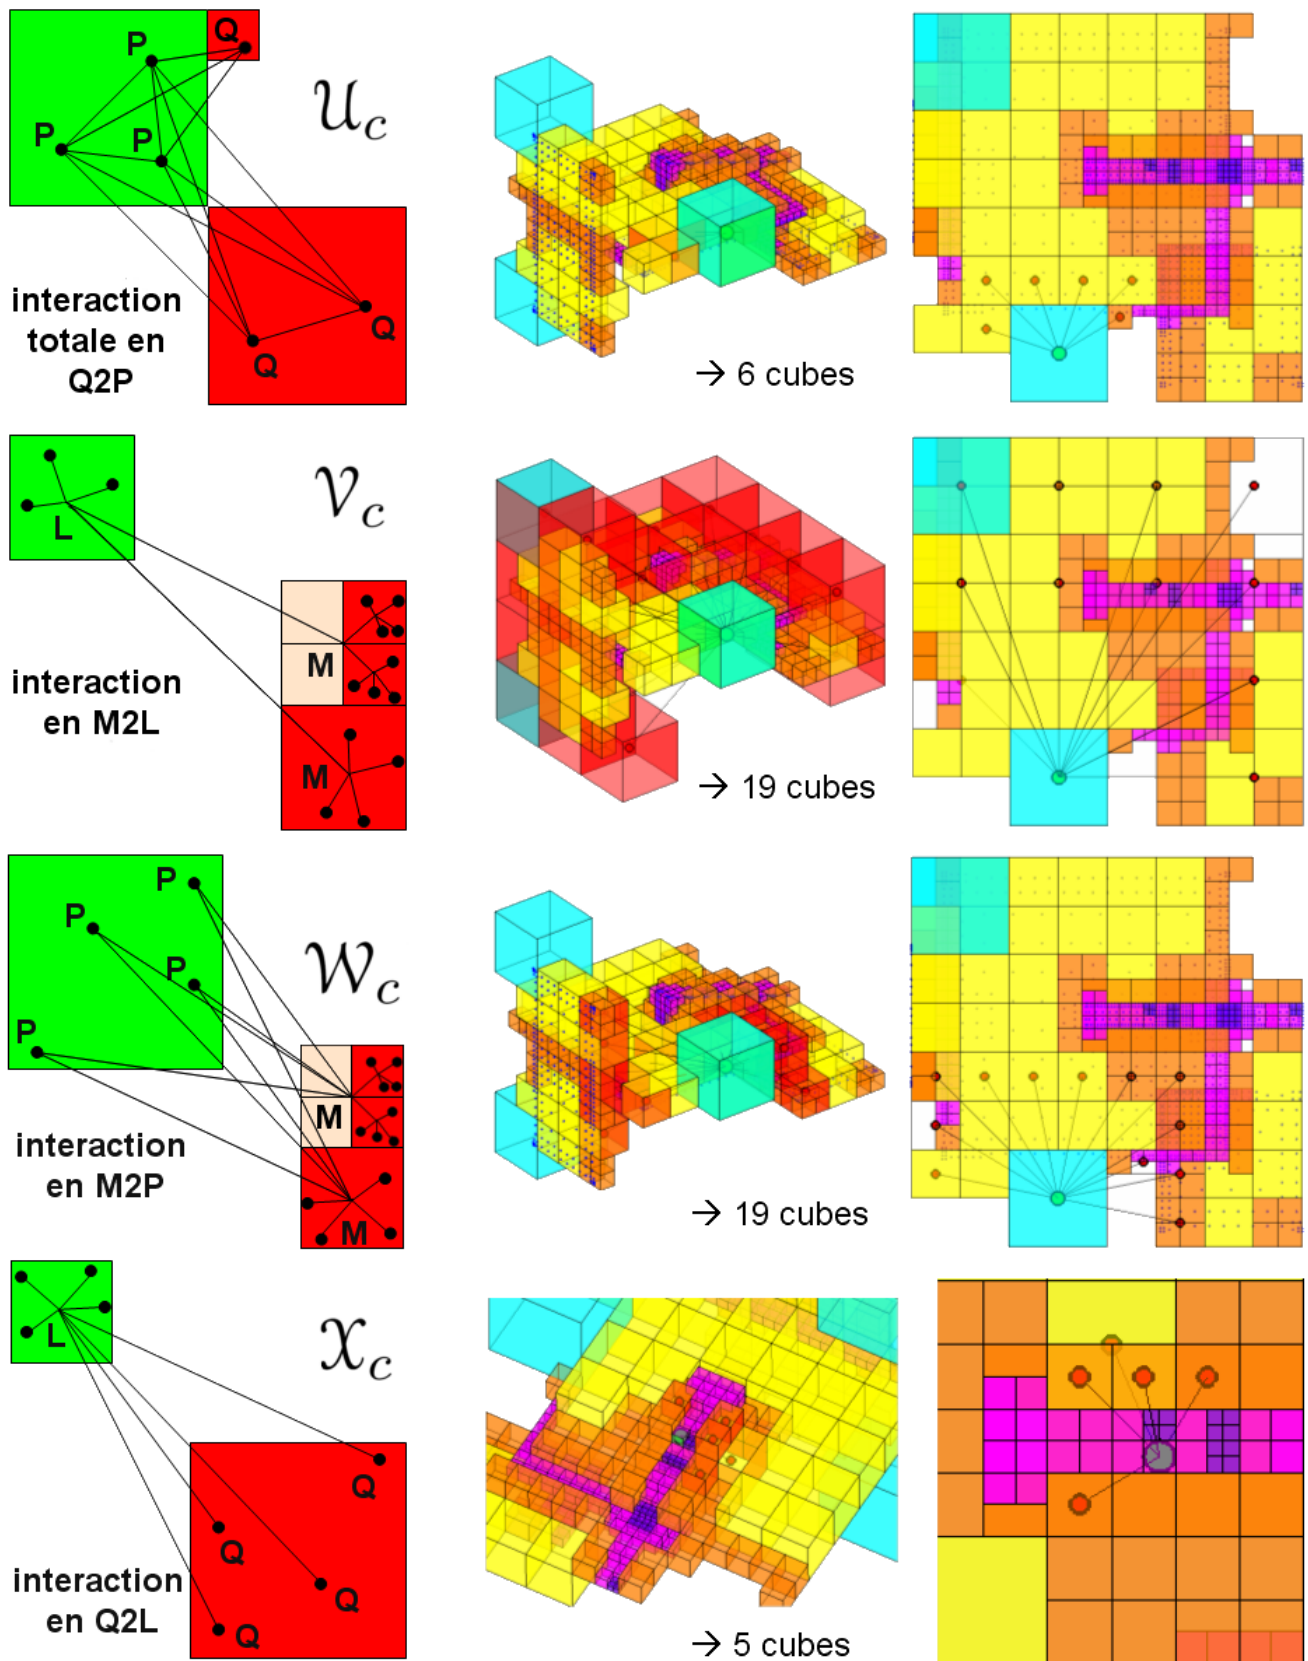 P
Q
P
P
𝒰c
Q
Q
interaction
totale en
Q2P
→ 6 cubes
L
𝒱c
M
M
interaction
en M2L
→ 19 cubes
P
P
P
P
𝒲c
M
M
interaction
en M2P
→ 19 cubes
L
𝒳c
Q
Q
Q
Q
interaction
en Q2L
→ 5 cubes